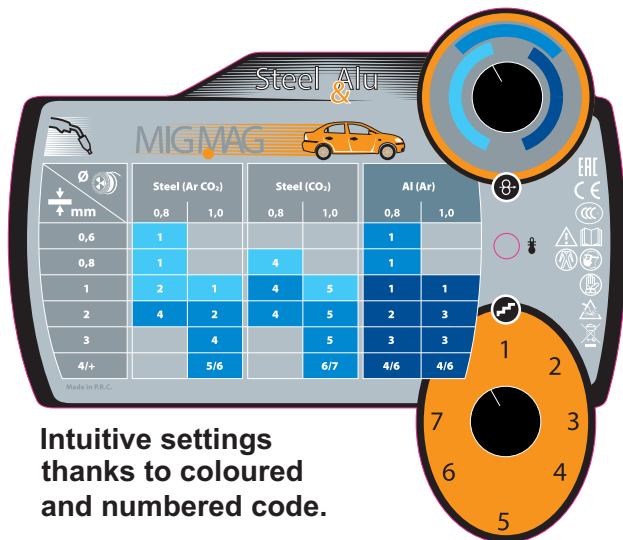 Steel & Alu
MIG MAG
ø Steel (Ar CO₂) Steel (CO₂) Al (Ar)
mm 0,8 1,0 0,8 1,0 0,8 1,0
0,6 1 1
0,8 1 4 1
1 2 1 4 5 1 1
2 4 2 4 5 2 3
3 4 5 3 3
4/+ 5/6 6/7 4/6 4/6
Made in P.R.C.
EAC
CE
CCC
1
2
3
4
5
6
7
Intuitive settings
thanks to coloured
and numbered code.